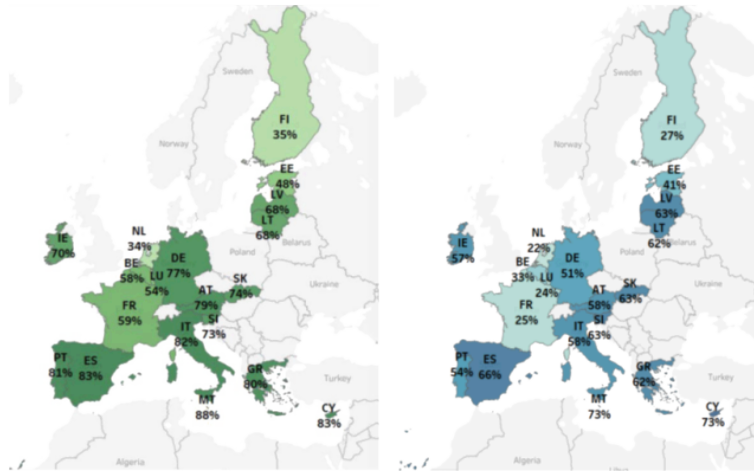 Sweden
FI
35%
Norway
EE
48%
LV
68%
LT
68%
IE
70%
NL
34%
BE
58%
LU
54%
DE
77%
Poland
Belarus
Ukraine
SK
74%
AT
79%
FR
59%
SI
73%
IT
82%
PT
81%
ES
83%
GR
80%
Turkey
MT
88%
CY
83%
Algeria
Sweden
FI
27%
Norway
EE
41%
LV
63%
LT
62%
IE
57%
NL
22%
BE
33%
LU
24%
DE
51%
Poland
Belarus
Ukraine
SK
63%
AT
58%
FR
25%
SI
63%
IT
58%
PT
54%
ES
66%
GR
62%
Turkey
MT
73%
CY
73%
Algeria